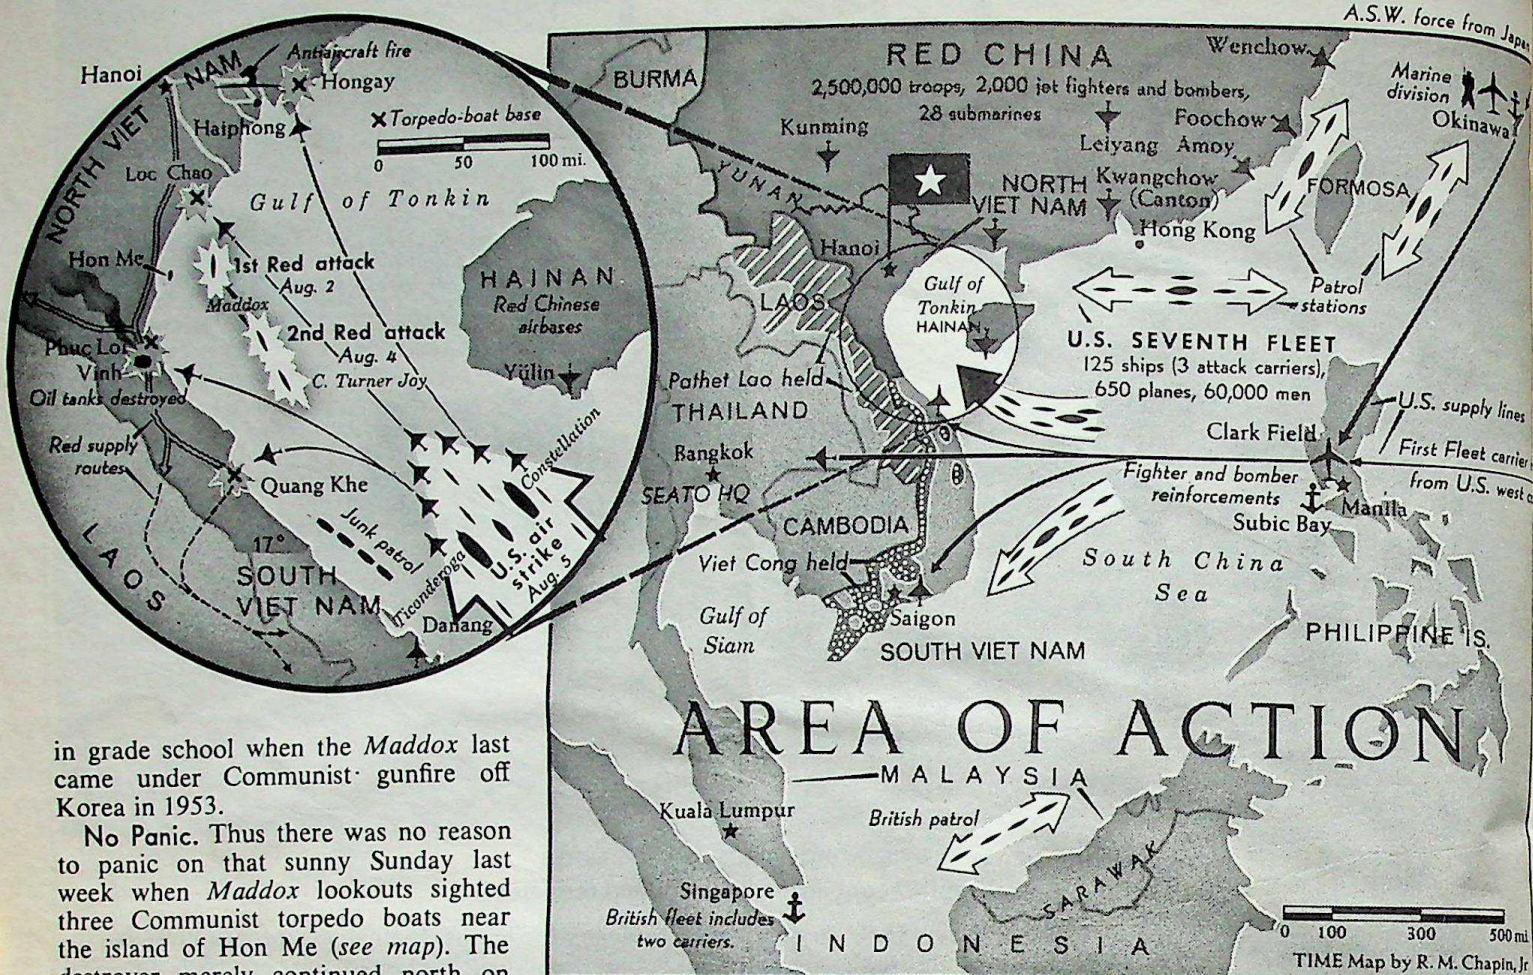 Hanoi
NORTH VIET NAM
Antiaircraft fire
Hongay
Haiphong
Torpedo-boat base
0 50 100 mi.
Loc Chao
Gulf of Tonkin
Hon Me
1st Red attack
Aug. 2
Maddox
2nd Red attack
Aug. 4
C. Turner Joy
HAINAN
Red Chinese
airbases
Yülin
Phuc Loi
Vinh
Oil tanks destroyed
Red supply
routes
Quang Khe
Constellation
Junk patrol
U.S. air
strike
Aug. 5
Ticonderoga
LAOS
17°
SOUTH
VIET NAM
Danang
A.S.W. force from Japan
BURMA
RED CHINA
2,500,000 troops, 2,000 jet fighters and bombers,
28 submarines
Wenchow
Marine
division
Okinawa
Kunming
Foochow
Leiyang
Amoy
YUNAN
NORTH
VIET NAM
Kwangchow
(Canton)
Hong Kong
FORMOSA
Hanoi
Gulf of
Tonkin
HAINAN
Patrol
stations
LAOS
U.S. SEVENTH FLEET
125 ships (3 attack carriers),
650 planes, 60,000 men
Pathet Lao held
THAILAND
U.S. supply lines
Clark Field
Bangkok
SEATO HQ
First Fleet carrier
from U.S. west
Fighter and bomber
reinforcements
Subic Bay
Manila
CAMBODIA
Viet Cong held
South China
Sea
Gulf of
Siam
Saigon
SOUTH VIET NAM
PHILIPPINE IS.
AREA OF ACTION
MALAYSIA
Kuala Lumpur
British patrol
SARAWAK
Singapore
British fleet includes
two carriers.
INDONESIA
0 100 300 500 mi.
TIME Map by R. M. Chapin, Jr.
in grade school when the Maddox last
came under Communist gunfire off
Korea in 1953.
No Panic. Thus there was no reason
to panic on that sunny Sunday last
week when Maddox lookouts sighted
three Communist torpedo boats near
the island of Hon Me (see map). The
destroyer merely continued north on